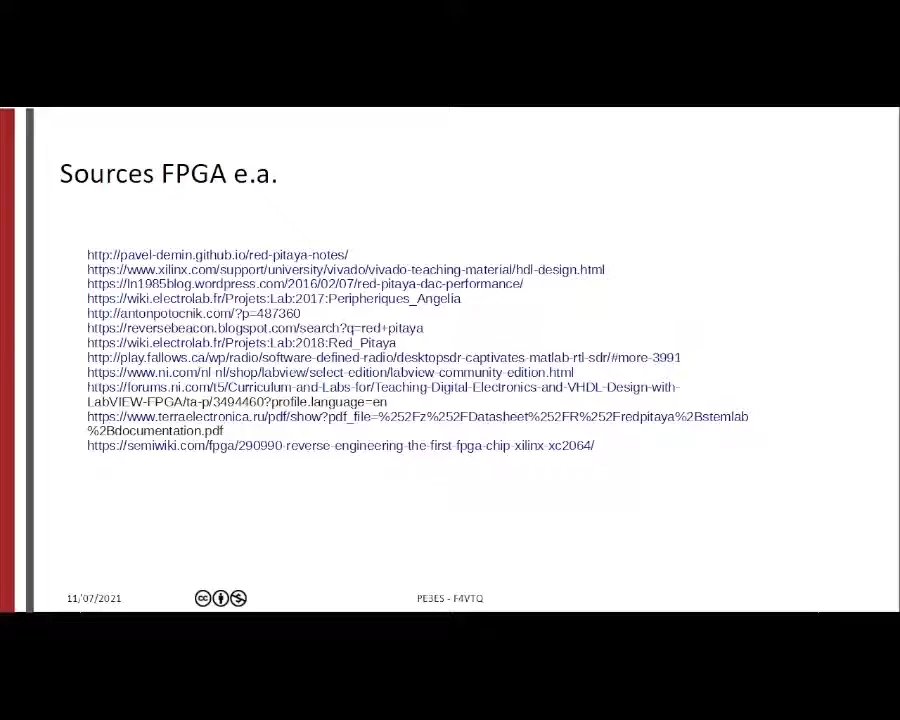 Sources FPGA e.a.
http://pavel-demin.github.io/red-pitaya-notes/
https://www.xilinx.com/support/university/vivado/vivado-teaching-material/hdl-design.html
https://ln1985blog.wordpress.com/2016/02/07/red-pitaya-dac-performance/
https://wiki.electrolab.fr/Projets:Lab:2017:Peripheriques_Angelia
http://antonpotocnik.com/?p=487360
https://reversebeacon.blogspot.com/search?q=red+pitaya
https://wiki.electrolab.fr/Projets:Lab:2018:Red_Pitaya
http://play.fallows.ca/wp/radio/software-defined-radio/desktopsdr-captivates-matlab-rtl-sdr/#more-3991
https://www.ni.com/nl-nl/shop/labview/select-edition/labview-community-edition.html
https://forums.ni.com/t5/Curriculum-and-Labs-for/Teaching-Digital-Electronics-and-VHDL-Design-with-
LabVIEW-FPGA/ta-p/3494460?profile.language=en
https://www.terraelectronica.ru/pdf/show?pdf_file=%252Fz%252FDatasheet%252FR%252Fredpitaya%2Bstemlab
%2Bdocumentation.pdf
https://semiwiki.com/fpga/290990-reverse-engineering-the-first-fpga-chip-xilinx-xc2064/
11/07/2021
cc
PE3ES - F4VTQ